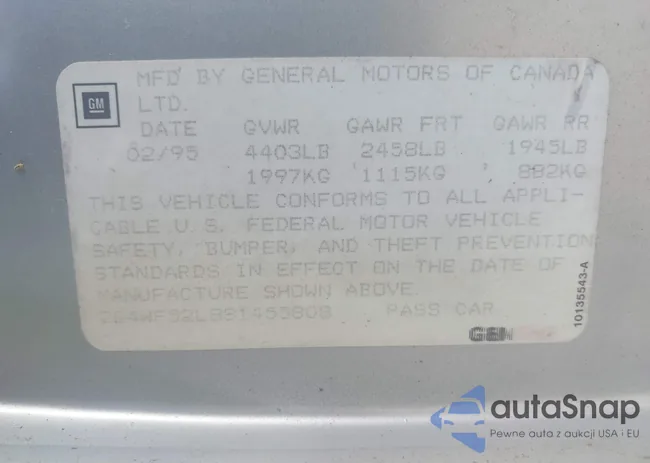 MFD BY GENERAL MOTORS OF CANADA
GM
LTD.
DATE GVWR GAWR FRT GAWR RR
02/95 4403LB 2458LB 1945LB
1997KG 1115KG 882KG
THIS VEHICLE CONFORMS TO ALL APPLI-
CABLE U.S. FEDERAL MOTOR VEHICLE
SAFETY, BUMPER, AND THEFT PREVENTION
STANDARDS IN EFFECT ON THE DATE OF
MANUFACTURE SHOWN ABOVE.
PASS CAR
10135543-A
autaSnap
Pewne auta z aukcji USA i EU